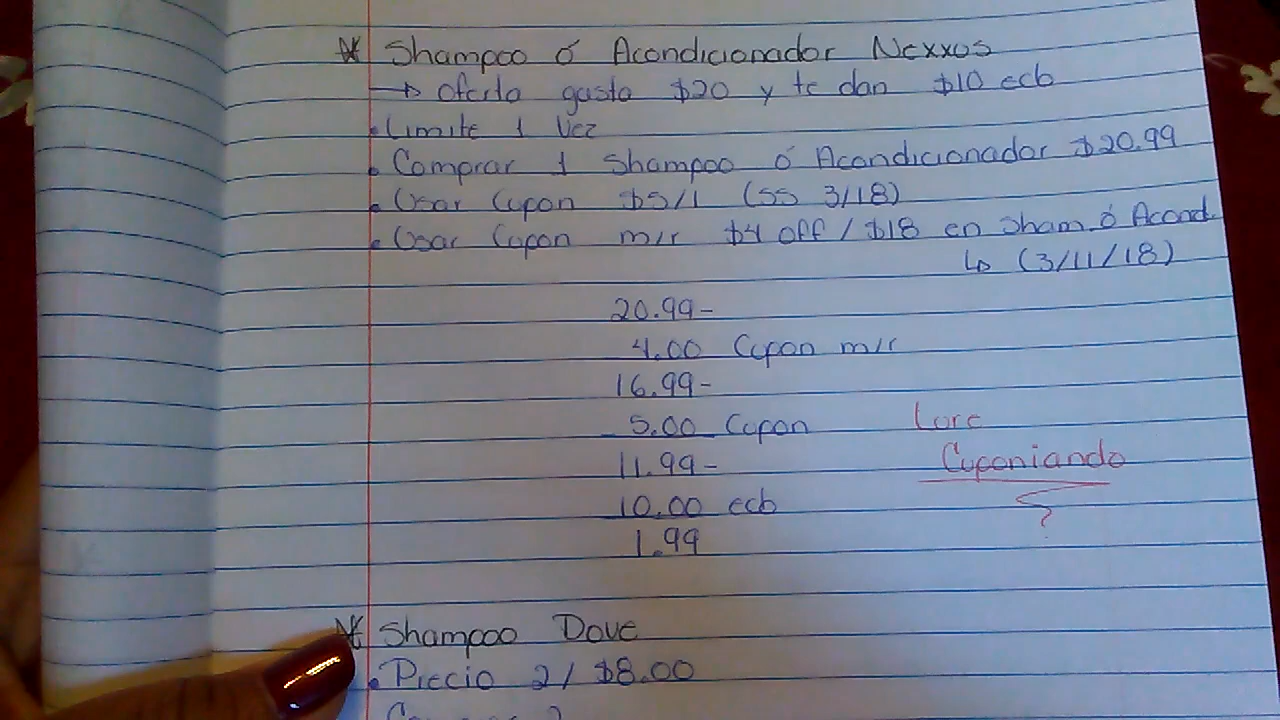 * Shampoo ó Acondicionador Nexxus
→ oferta gasta $20 y te dan $10 ecb
• Limite 1 Vez
• Comprar 1 Shampoo ó Acondicionador $20.99
• Usar Cupon $5/1 (SS 3/18)
• Usar Cupon m/r $4 off / $18 en Sham. ó Acond.
↳ (3/11/18)
20.99-
4.00 Cupon m/r
16.99-
5.00 Cupon
11.99-
10.00 ecb
1.99
Lore
Cuponiando
* Shampoo Dove
• Precio 2/ $8.00